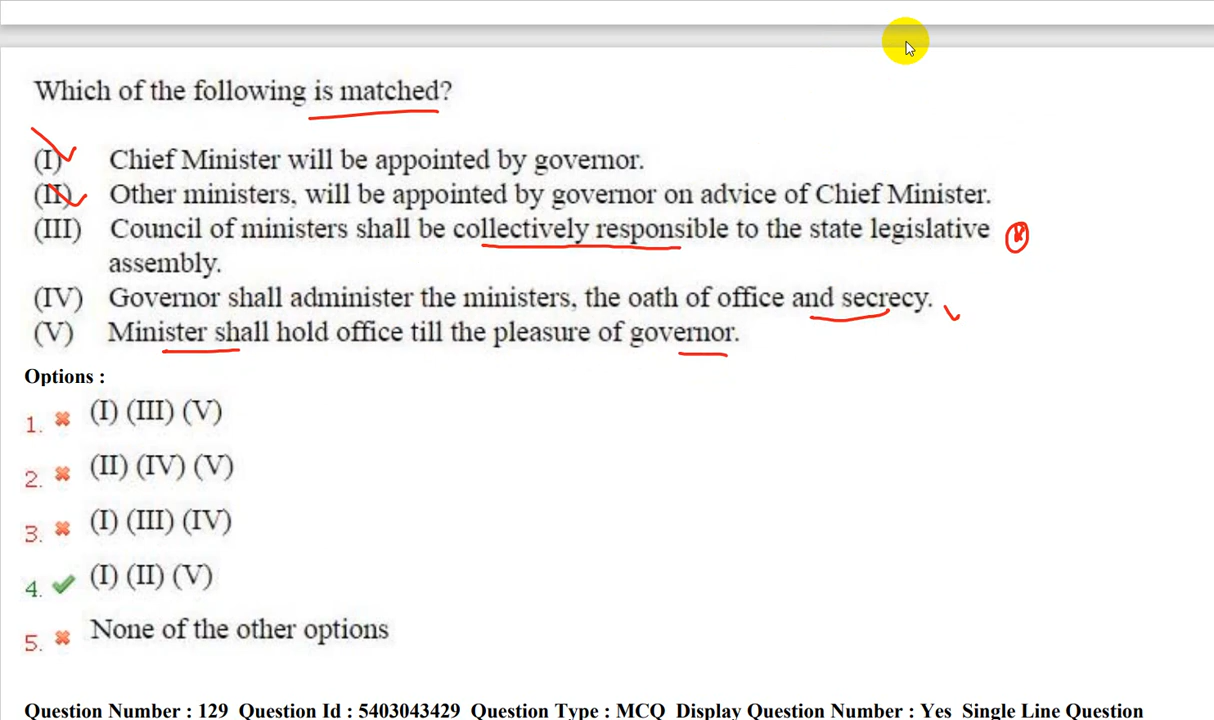 Which of the following is matched?
(I) Chief Minister will be appointed by governor.
(II) Other ministers, will be appointed by governor on advice of Chief Minister.
(III) Council of ministers shall be collectively responsible to the state legislative
assembly.
(IV) Governor shall administer the ministers, the oath of office and secrecy.
(V) Minister shall hold office till the pleasure of governor.
Options :
1. (I) (III) (V)
2. (II) (IV) (V)
3. (I) (III) (IV)
4. (I) (II) (V)
5. None of the other options
Question Number : 129 Question Id : 5403043429 Question Type : MCQ Display Question Number : Yes Single Line Question